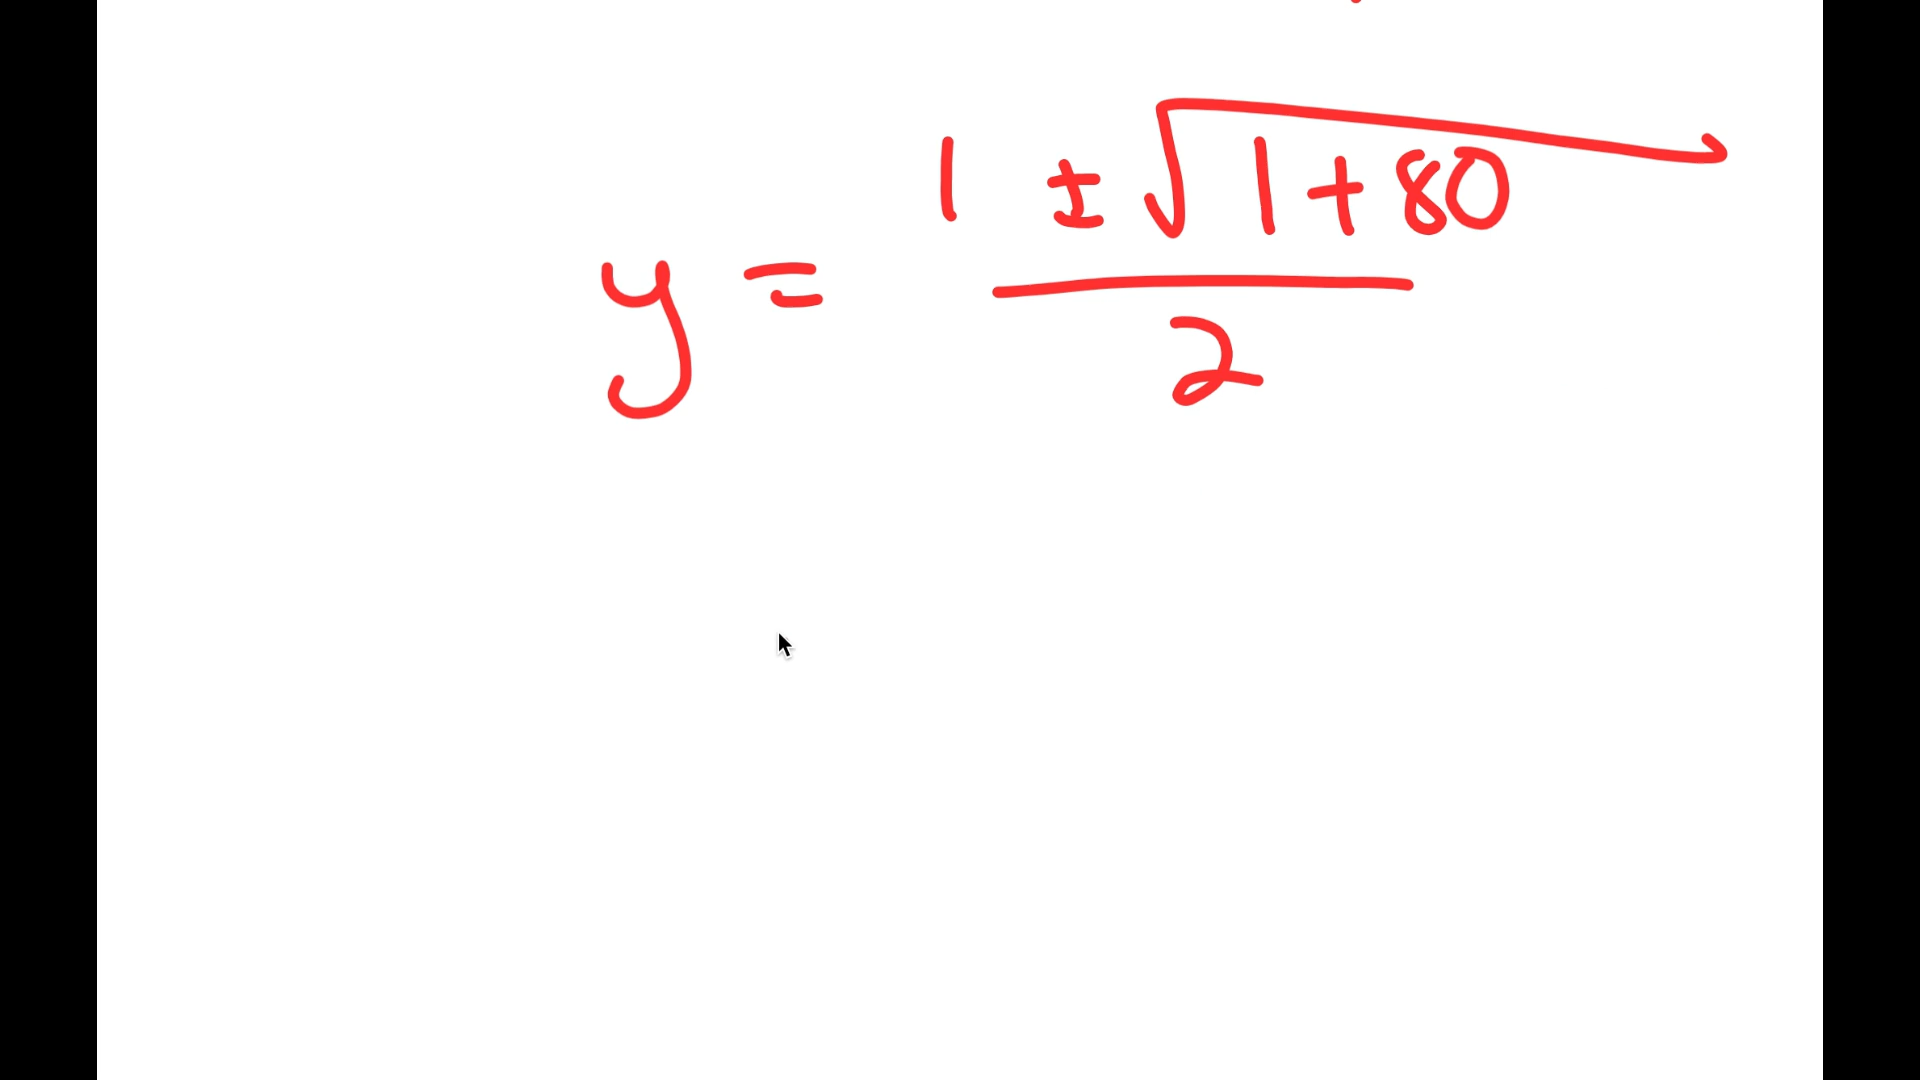 y = (1 ± √(1+80)) / 2